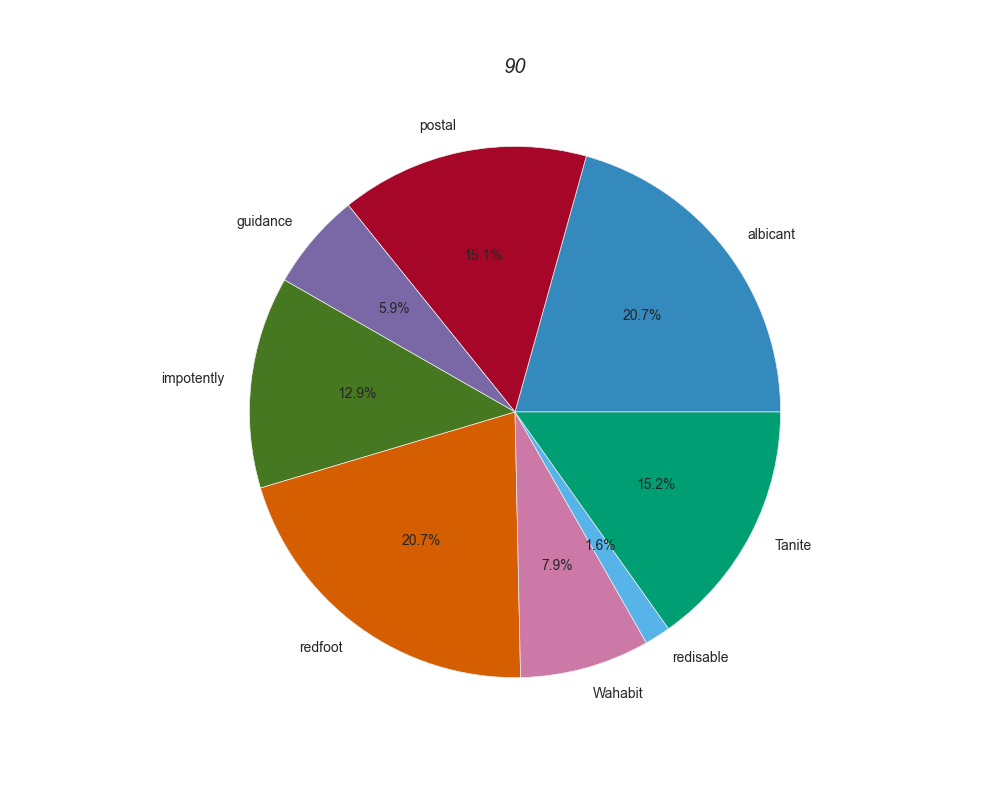 90
postal
albicant
guidance
15.1%
5.9%
20.7%
impotently
12.9%
15.2%
20.7%
1.6%
Tanite
7.9%
redfoot
redisable
Wahabit